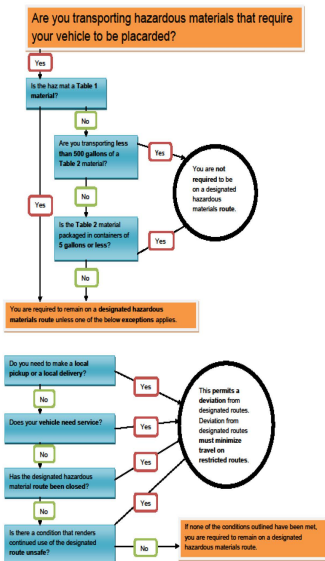 Are you transporting hazardous materials that require
your vehicle to be placarded?
Yes
Is the haz mat a Table 1
material?
No
Are you transporting less
than 500 gallons of a
Table 2 material?
Yes
You are not
required to be
on a designated
hazardous
materials route.
No
Yes
Is the Table 2 material
packaged in containers of
5 gallons or less?
Yes
No
You are required to remain on a designated hazardous
materials route unless one of the below exceptions applies.
Do you need to make a local
pickup or a local delivery?
Yes
No
This permits a
deviation from
designated routes.
Deviation from
designated routes
must minimize
travel on
restricted routes.
Does your vehicle need service?
Yes
No
Has the designated hazardous
material route been closed?
Yes
No
Yes
Is there a condition that renders
continued use of the designated
route unsafe?
No
If none of the conditions outlined have been met,
you are required to remain on a designated
hazardous materials route.